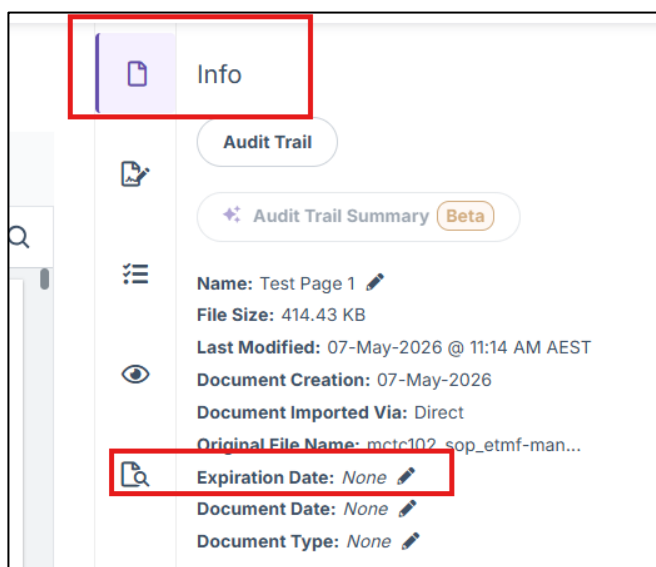 Info
Audit Trail
Audit Trail Summary Beta
Name: Test Page 1
File Size: 414.43 KB
Last Modified: 07-May-2026 @ 11:14 AM AEST
Document Creation: 07-May-2026
Document Imported Via: Direct
Original File Name: mctc102_sop_etmf-man...
Expiration Date: None
Document Date: None
Document Type: None